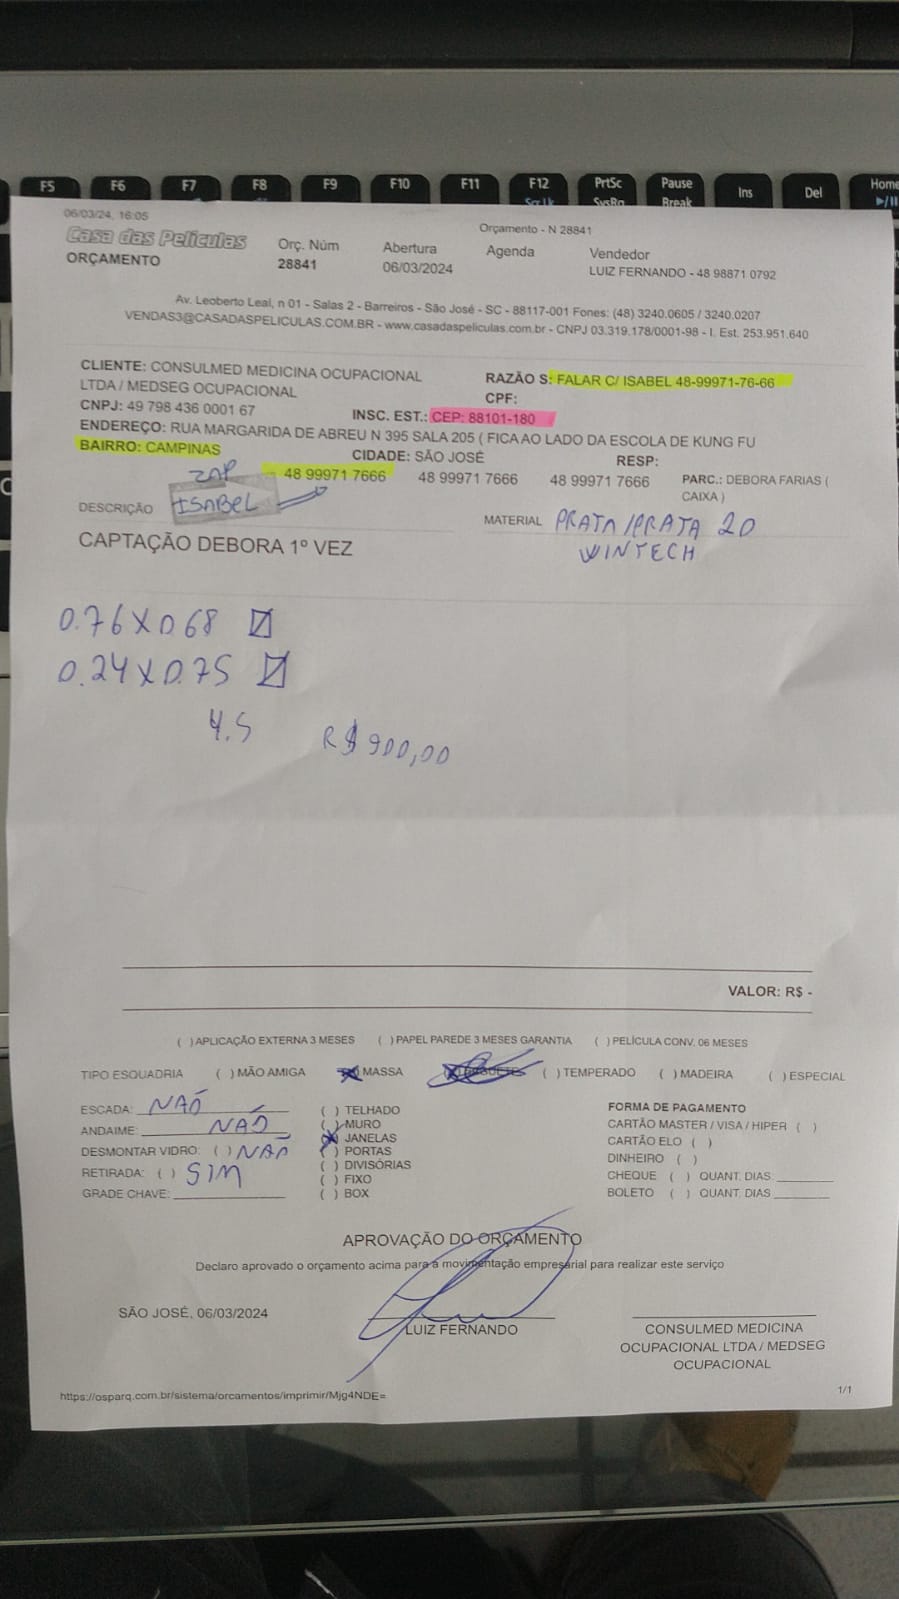 F5 F6 F7 F8 F9 F10 F11 F12 PrtSc Pause Ins Del Home
SysRq Break
06/03/24, 16:05
Orçamento - N 28841
Casa das Películas
ORÇAMENTO
Orç. Núm
28841
Abertura
06/03/2024
Agenda
Vendedor
LUIZ FERNANDO - 48 98871 0792
Av. Leoberto Leal, n 01 - Salas 2 - Barreiros - São José - SC - 88117-001 Fones: (48) 3240.0605 / 3240.0207
VENDAS3@CASADASPELICULAS.COM.BR - www.casadaspeliculas.com.br - CNPJ 03.319.178/0001-98 - I. Est. 253.951.640
CLIENTE: CONSULMED MEDICINA OCUPACIONAL
LTDA / MEDSEG OCUPACIONAL
RAZÃO S: FALAR C/ ISABEL 48-99971-76-66
CPF:
CNPJ: 49 798 436 0001 67
INSC. EST.: CEP: 88101-180
ENDEREÇO: RUA MARGARIDA DE ABREU N 395 SALA 205 ( FICA AO LADO DA ESCOLA DE KUNG FU
BAIRRO: CAMPINAS
CIDADE: SÃO JOSÉ
RESP:
ZAP
48 99971 7666
48 99971 7666
48 99971 7666
PARC.: DEBORA FARIAS (
CAIXA )
DESCRIÇÃO
ISABEL
MATERIAL PRATA/PRATA 20
WINTECH
CAPTAÇÃO DEBORA 1º VEZ
0.76X0.68
0.24X0.75
4.5 R$900,00
VALOR: R$ -
( )APLICAÇÃO EXTERNA 3 MESES ( )PAPEL PAREDE 3 MESES GARANTIA ( )PELÍCULA CONV. 06 MESES
TIPO ESQUADRIA ( )MÃO AMIGA (X)MASSA ( )TEMPERADO ( )MADEIRA ( )ESPECIAL
ESCADA: NAÕ
ANDAIME: NAÕ
DESMONTAR VIDRO: ( ) NAÕ
RETIRADA: ( ) SIM
GRADE CHAVE:
( ) TELHADO
( ) MURO
(X) JANELAS
( ) PORTAS
( ) DIVISÓRIAS
( ) FIXO
( ) BOX
FORMA DE PAGAMENTO
CARTÃO MASTER / VISA / HIPER ( )
CARTÃO ELO ( )
DINHEIRO ( )
CHEQUE ( ) QUANT. DIAS:
BOLETO ( ) QUANT. DIAS
APROVAÇÃO DO ORÇAMENTO
Declaro aprovado o orçamento acima para a movimentação empresarial para realizar este serviço
SÃO JOSÉ, 06/03/2024
LUIZ FERNANDO
CONSULMED MEDICINA
OCUPACIONAL LTDA / MEDSEG
OCUPACIONAL
https://osparq.com.br/sistema/orcamentos/imprimir/Mjg4NDE=
1/1